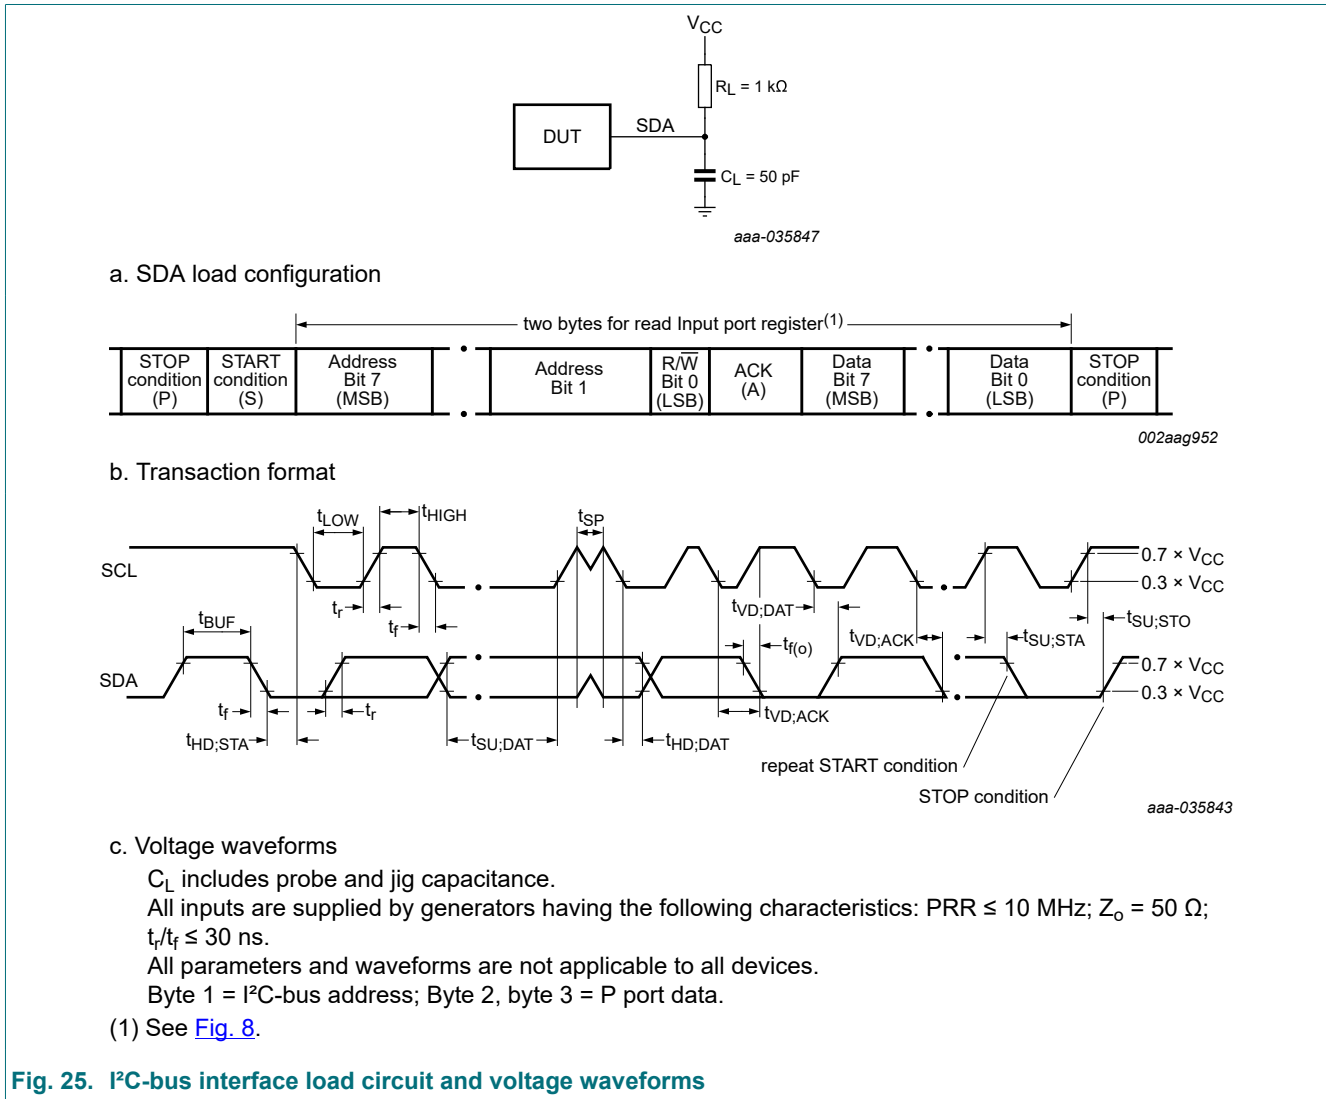 VCC
RL = 1 kΩ
DUT
SDA
CL = 50 pF
aaa-035847
a. SDA load configuration
two bytes for read Input port register(1)
STOP condition (P)
START condition (S)
Address Bit 7 (MSB)
Address Bit 1
R/W̅ Bit 0 (LSB)
ACK (A)
Data Bit 7 (MSB)
Data Bit 0 (LSB)
STOP condition (P)
002aag952
b. Transaction format
tLOW
tHIGH
tSP
SCL
0.7 × VCC
0.3 × VCC
tr
tf
tBUF
tVD;DAT
tf(o)
tVD;ACK
tSU;STA
tSU;STO
SDA
0.7 × VCC
0.3 × VCC
tf
tr
tHD;STA
tSU;DAT
tHD;DAT
tVD;ACK
repeat START condition
STOP condition
aaa-035843
c. Voltage waveforms
CL includes probe and jig capacitance.
All inputs are supplied by generators having the following characteristics: PRR ≤ 10 MHz; Zo = 50 Ω;
tr/tf ≤ 30 ns.
All parameters and waveforms are not applicable to all devices.
Byte 1 = I²C-bus address; Byte 2, byte 3 = P port data.
(1) See Fig. 8.
Fig. 25. I²C-bus interface load circuit and voltage waveforms